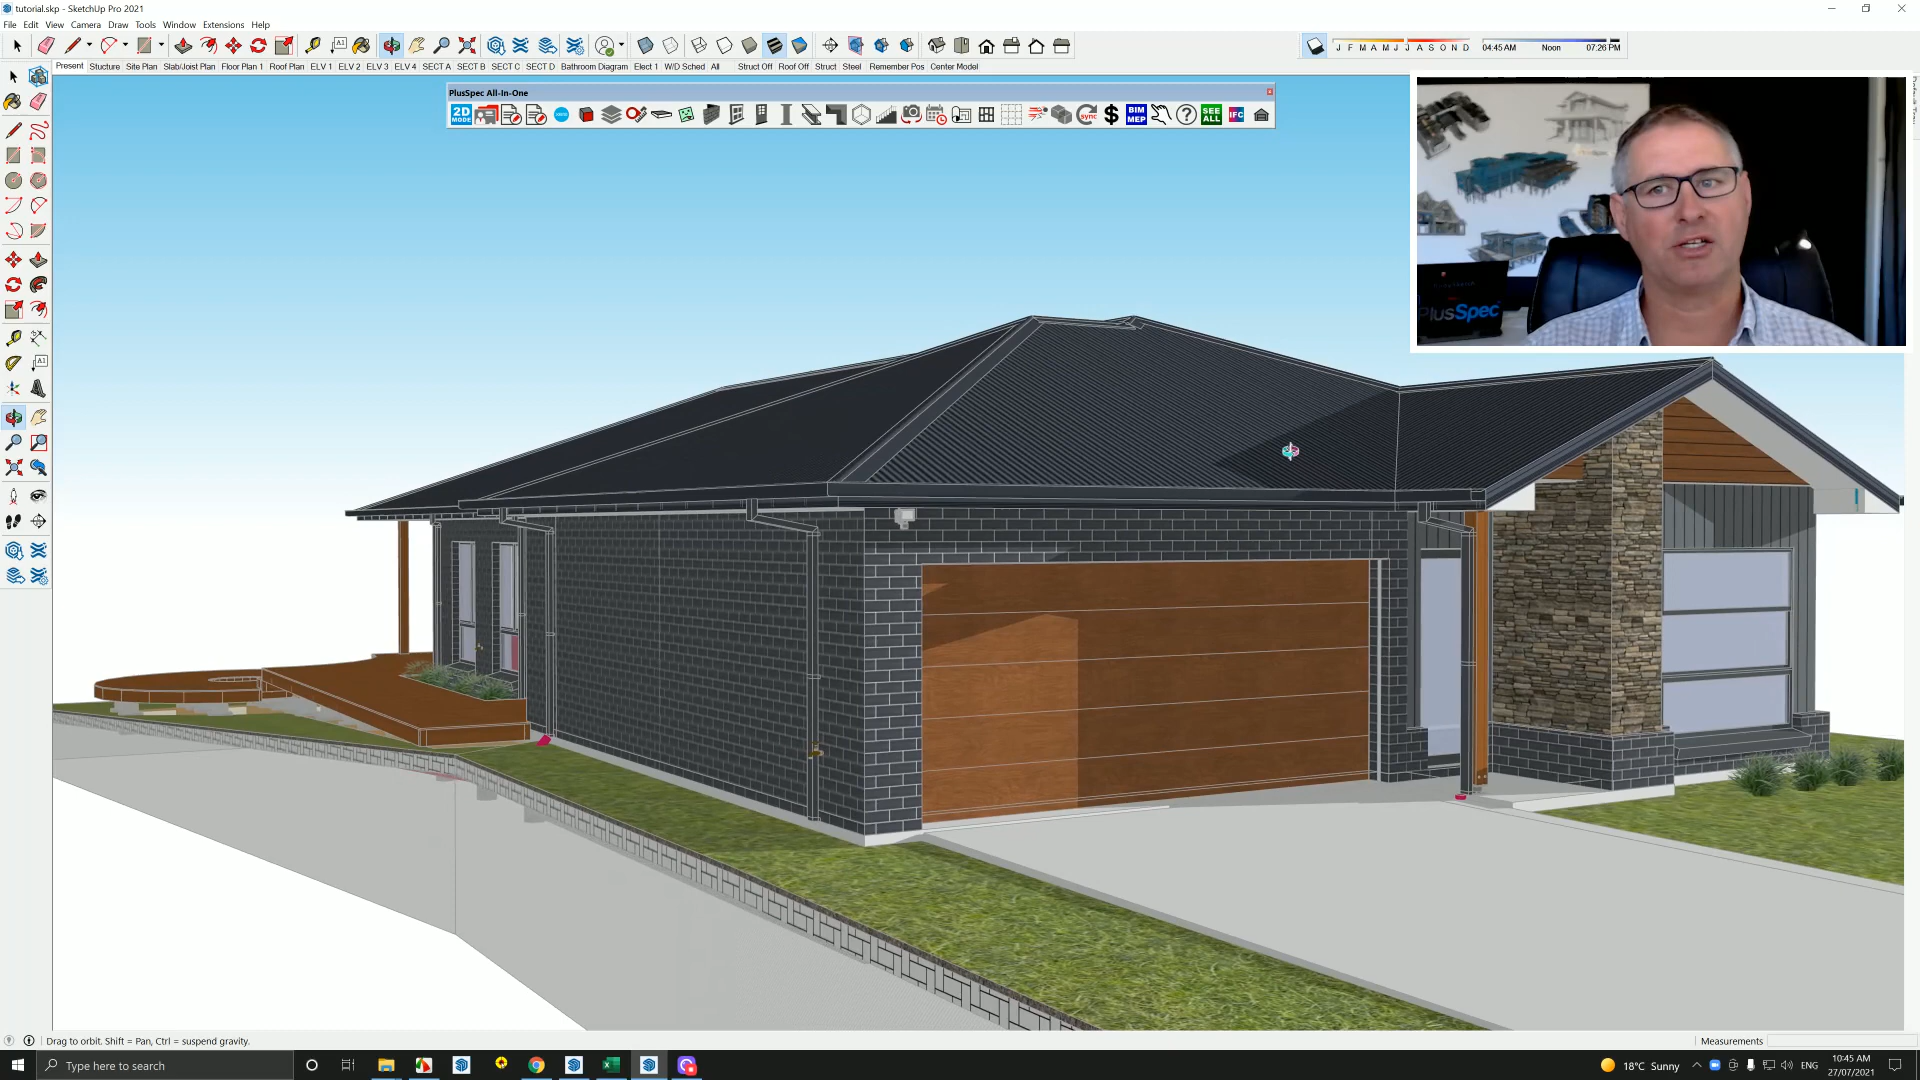 tutorial.skp - SketchUp Pro 2021
File Edit View Camera Draw Tools Window Extensions Help
J F M A M J J A S O N D 04:45 AM Noon 07:26 PM
Present Stucture Site Plan Slab/Joist Plan Floor Plan 1 Roof Plan ELV 1 ELV 2 ELV 3 ELV 4 SECT A SECT B SECT C SECT D Bathroom Diagram Elect 1 W/D Sched All Struct Off Roof Off Struct Steel Remember Pos Center Model
PlusSpec All-In-One
2D MODE
sync
$
BIM MEP
?
SEE ALL
IFC
A1
A1
PlusSpec
Drag to orbit. Shift = Pan, Ctrl = suspend gravity.
Measurements
Type here to search
18°C Sunny
ENG
10:45 AM
27/07/2021